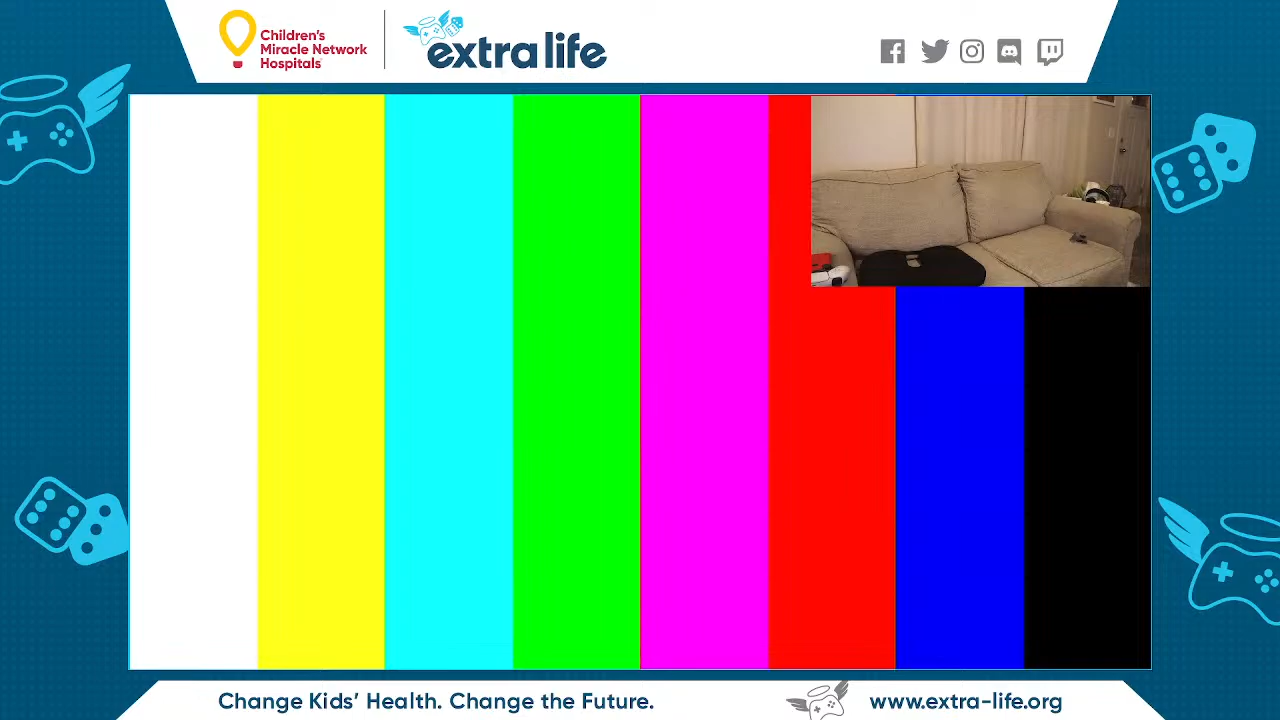 Children's
Miracle Network
Hospitals
extra life
Change Kids' Health. Change the Future.
www.extra-life.org